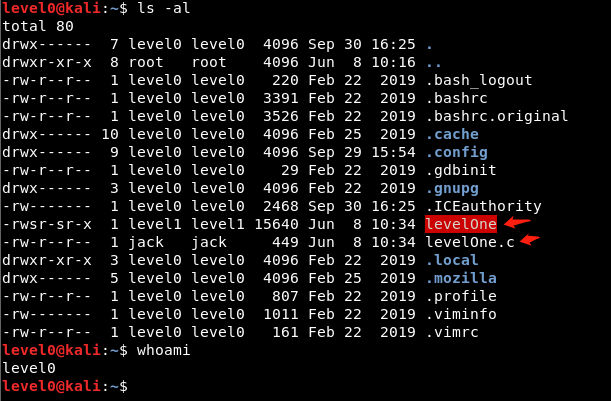 level0@kali:~$ ls -al
total 80
drwx------  7 level0 level0  4096 Sep 30 16:25 .
drwxr-xr-x  8 root   root    4096 Jun  8 10:16 ..
-rw-r--r--  1 level0 level0   220 Feb 22  2019 .bash_logout
-rw-r--r--  1 level0 level0  3391 Feb 22  2019 .bashrc
-rw-r--r--  1 level0 level0  3526 Feb 22  2019 .bashrc.original
drwx------ 10 level0 level0  4096 Feb 25  2019 .cache
drwx------  9 level0 level0  4096 Sep 29 15:54 .config
-rw-r--r--  1 level0 level0    29 Feb 22  2019 .gdbinit
drwx------  3 level0 level0  4096 Feb 22  2019 .gnupg
-rw-------  1 level0 level0  2468 Sep 30 16:25 .ICEauthority
-rwsr-sr-x  1 level1 level1 15640 Jun  8 10:34 levelOne
-rw-r--r--  1 jack   jack     449 Jun  8 10:34 levelOne.c
drwxr-xr-x  3 level0 level0  4096 Feb 22  2019 .local
drwx------  5 level0 level0  4096 Feb 25  2019 .mozilla
-rw-r--r--  1 level0 level0   807 Feb 22  2019 .profile
-rw-r--r--  1 level0 level0  1011 Feb 22  2019 .viminfo
-rw-r--r--  1 level0 level0   161 Feb 22  2019 .vimrc
level0@kali:~$ whoami
level0
level0@kali:~$